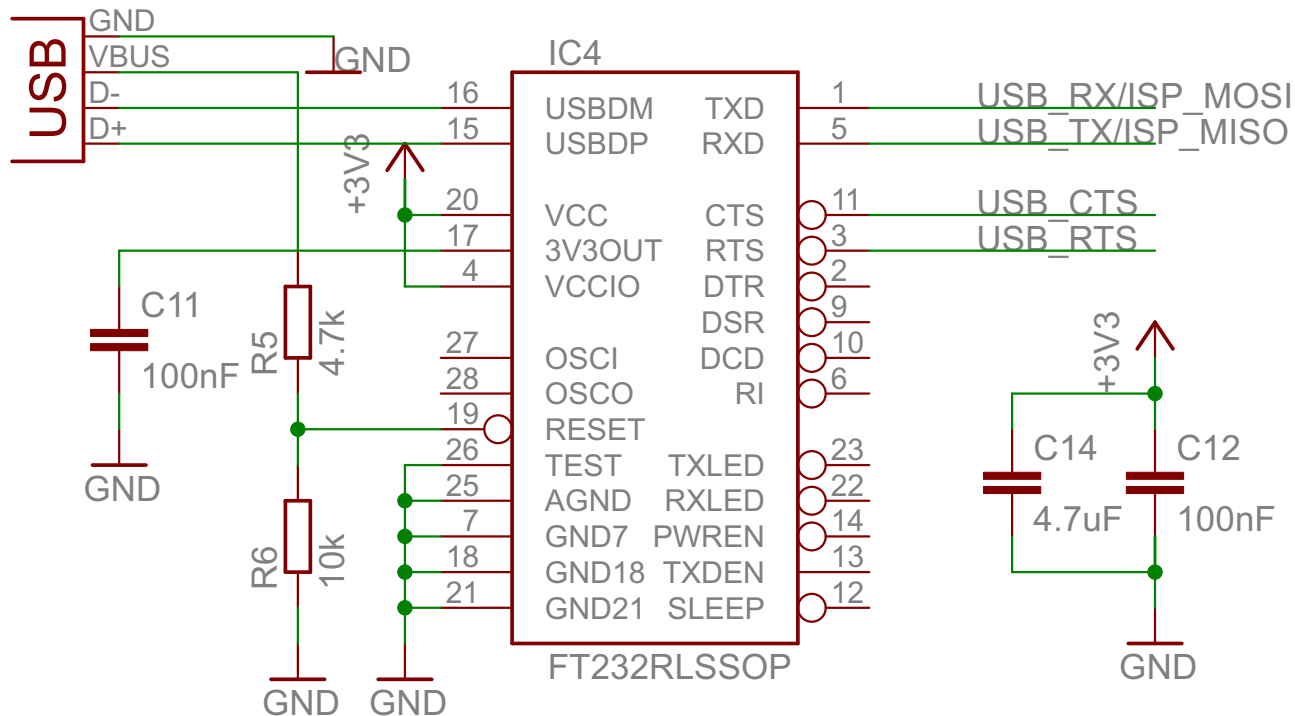 USB
GND
VBUS
D-
D+
GND
IC4
16 USBDM TXD 1 USB_RX/ISP_MOSI
15 USBDP RXD 5 USB_TX/ISP_MISO
+3V3
20 VCC CTS 11 USB_CTS
17 3V3OUT RTS 3 USB_RTS
4 VCCIO DTR 2
DSR 9
27 OSCI DCD 10
28 OSCO RI 6
19 RESET
26 TEST TXLED 23
25 AGND RXLED 22
7 GND7 PWREN 14
18 GND18 TXDEN 13
21 GND21 SLEEP 12
FT232RLSSOP
C11
100nF
GND
R5
4.7k
R6
10k
GND
GND
+3V3
C14
4.7uF
C12
100nF
GND